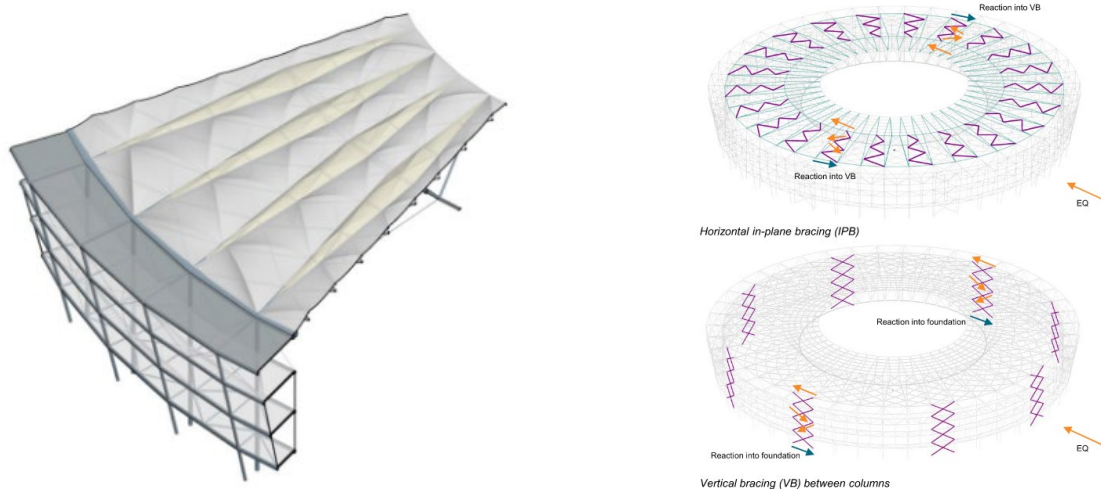 Reaction into VB
Reaction into VB
EQ
Horizontal in-plane bracing (IPB)
Reaction into foundation
EQ
Reaction into foundation
Vertical bracing (VB) between columns